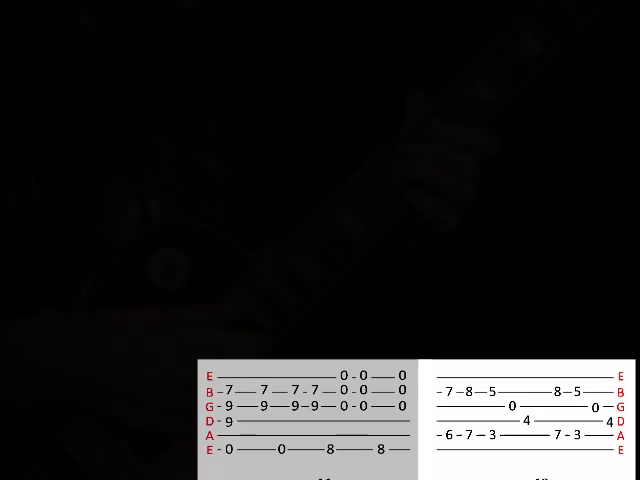 E 0-0 0 E
B -7 7 7-7 0-0 0 -7-8-5 8-5 B
G -9 9 9-9 0-0 0 0 0 G
D -9 4 4 D
A -6-7-3 7-3 A
E -0 0 8 8 E